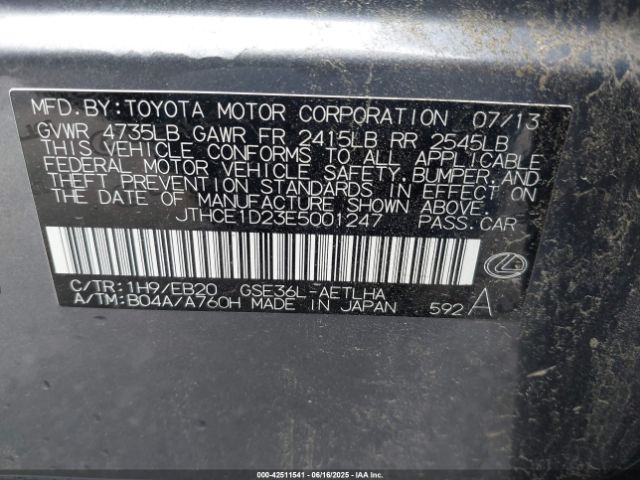 MFD.BY:TOYOTA MOTOR CORPORATION 07/13
GVWR 4735LB GAWR FR 2415LB RR 2545LB
THIS VEHICLE CONFORMS TO ALL APPLICABLE
FEDERAL MOTOR VEHICLE SAFETY.BUMPER,AND
THEFT PREVENTION STANDARDS IN EFFECT ON
THE DATE OF MANUFACTURE SHOWN ABOVE.
JTHCE1D23E5001247 PASS.CAR
C/TR:1H9/EB20 GSE36L-AETLHA
A/TM:B04A/A760H MADE IN JAPAN 592 A
000-42511541 - 06/16/2025 - IAAI.COM